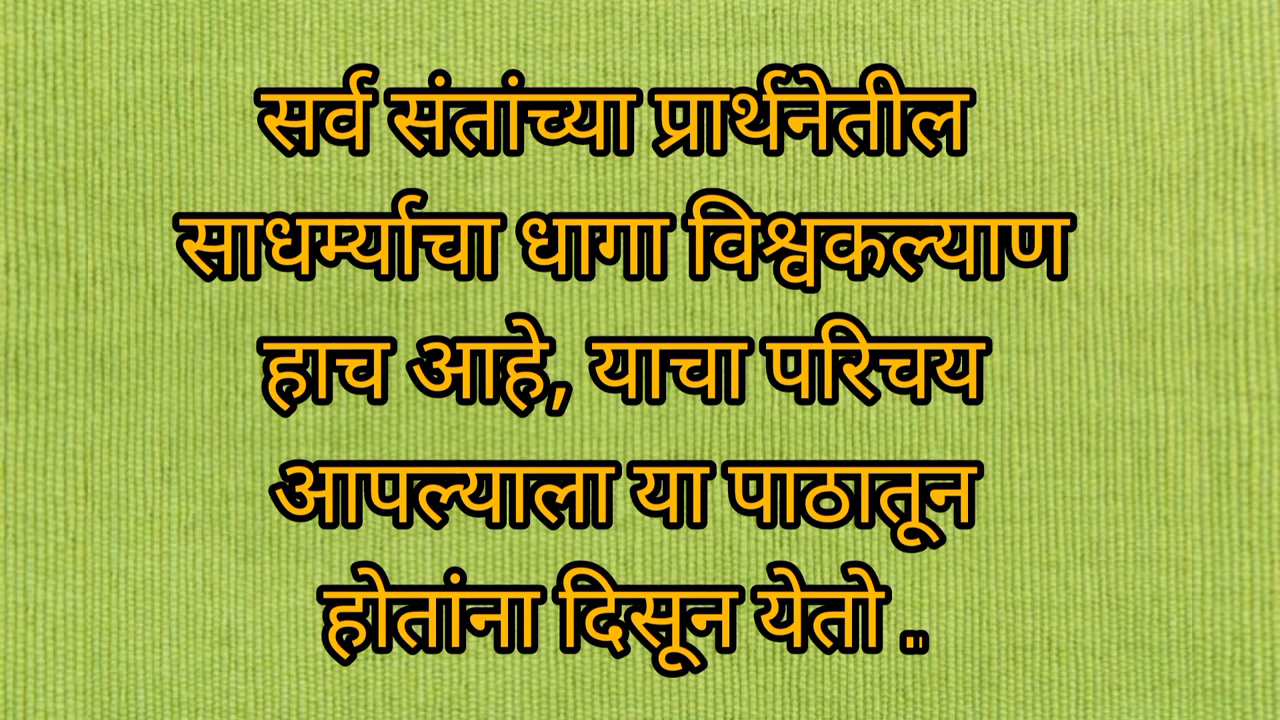 सर्व संतांच्या प्रार्थनेतील
साधर्म्याचा धागा विश्वकल्याण
हाच आहे, याचा परिचय
आपल्याला या पाठातून
होतांना दिसून येतो ..